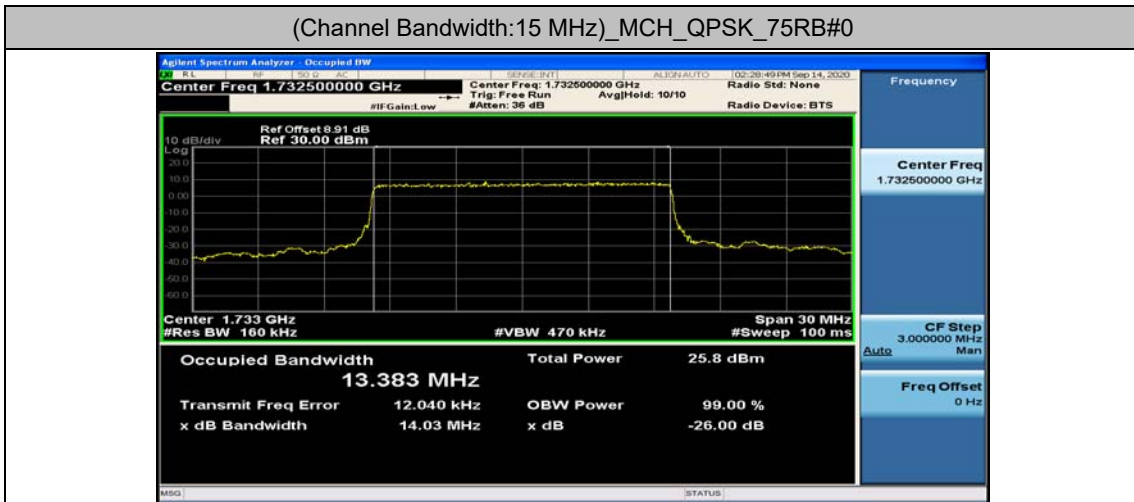 (Channel Bandwidth:15 MHz)_MCH_QPSK_75RB#0
Agilent Spectrum Analyzer - Occupied BW
LXI RL RF 50 Ω AC SENSE:INT ALIGN AUTO 02:28:49 PM Sep 14, 2020
Center Freq 1.732500000 GHz
Center Freq: 1.732500000 GHz
Radio Std: None
Trig: Free Run Avg|Hold: 10/10
#IFGain:Low #Atten: 36 dB Radio Device: BTS
Ref Offset 8.91 dB
10 dB/div Ref 30.00 dBm
Log
20.0
10.0
0.00
-10.0
-20.0
-30.0
-40.0
-50.0
-60.0
Center 1.733 GHz Span 30 MHz
#Res BW 160 kHz #VBW 470 kHz #Sweep 100 ms
Occupied Bandwidth Total Power 25.8 dBm
13.383 MHz
Transmit Freq Error 12.040 kHz OBW Power 99.00 %
x dB Bandwidth 14.03 MHz x dB -26.00 dB
MSG STATUS
Frequency
Center Freq
1.732500000 GHz
CF Step
3.000000 MHz
Auto Man
Freq Offset
0 Hz